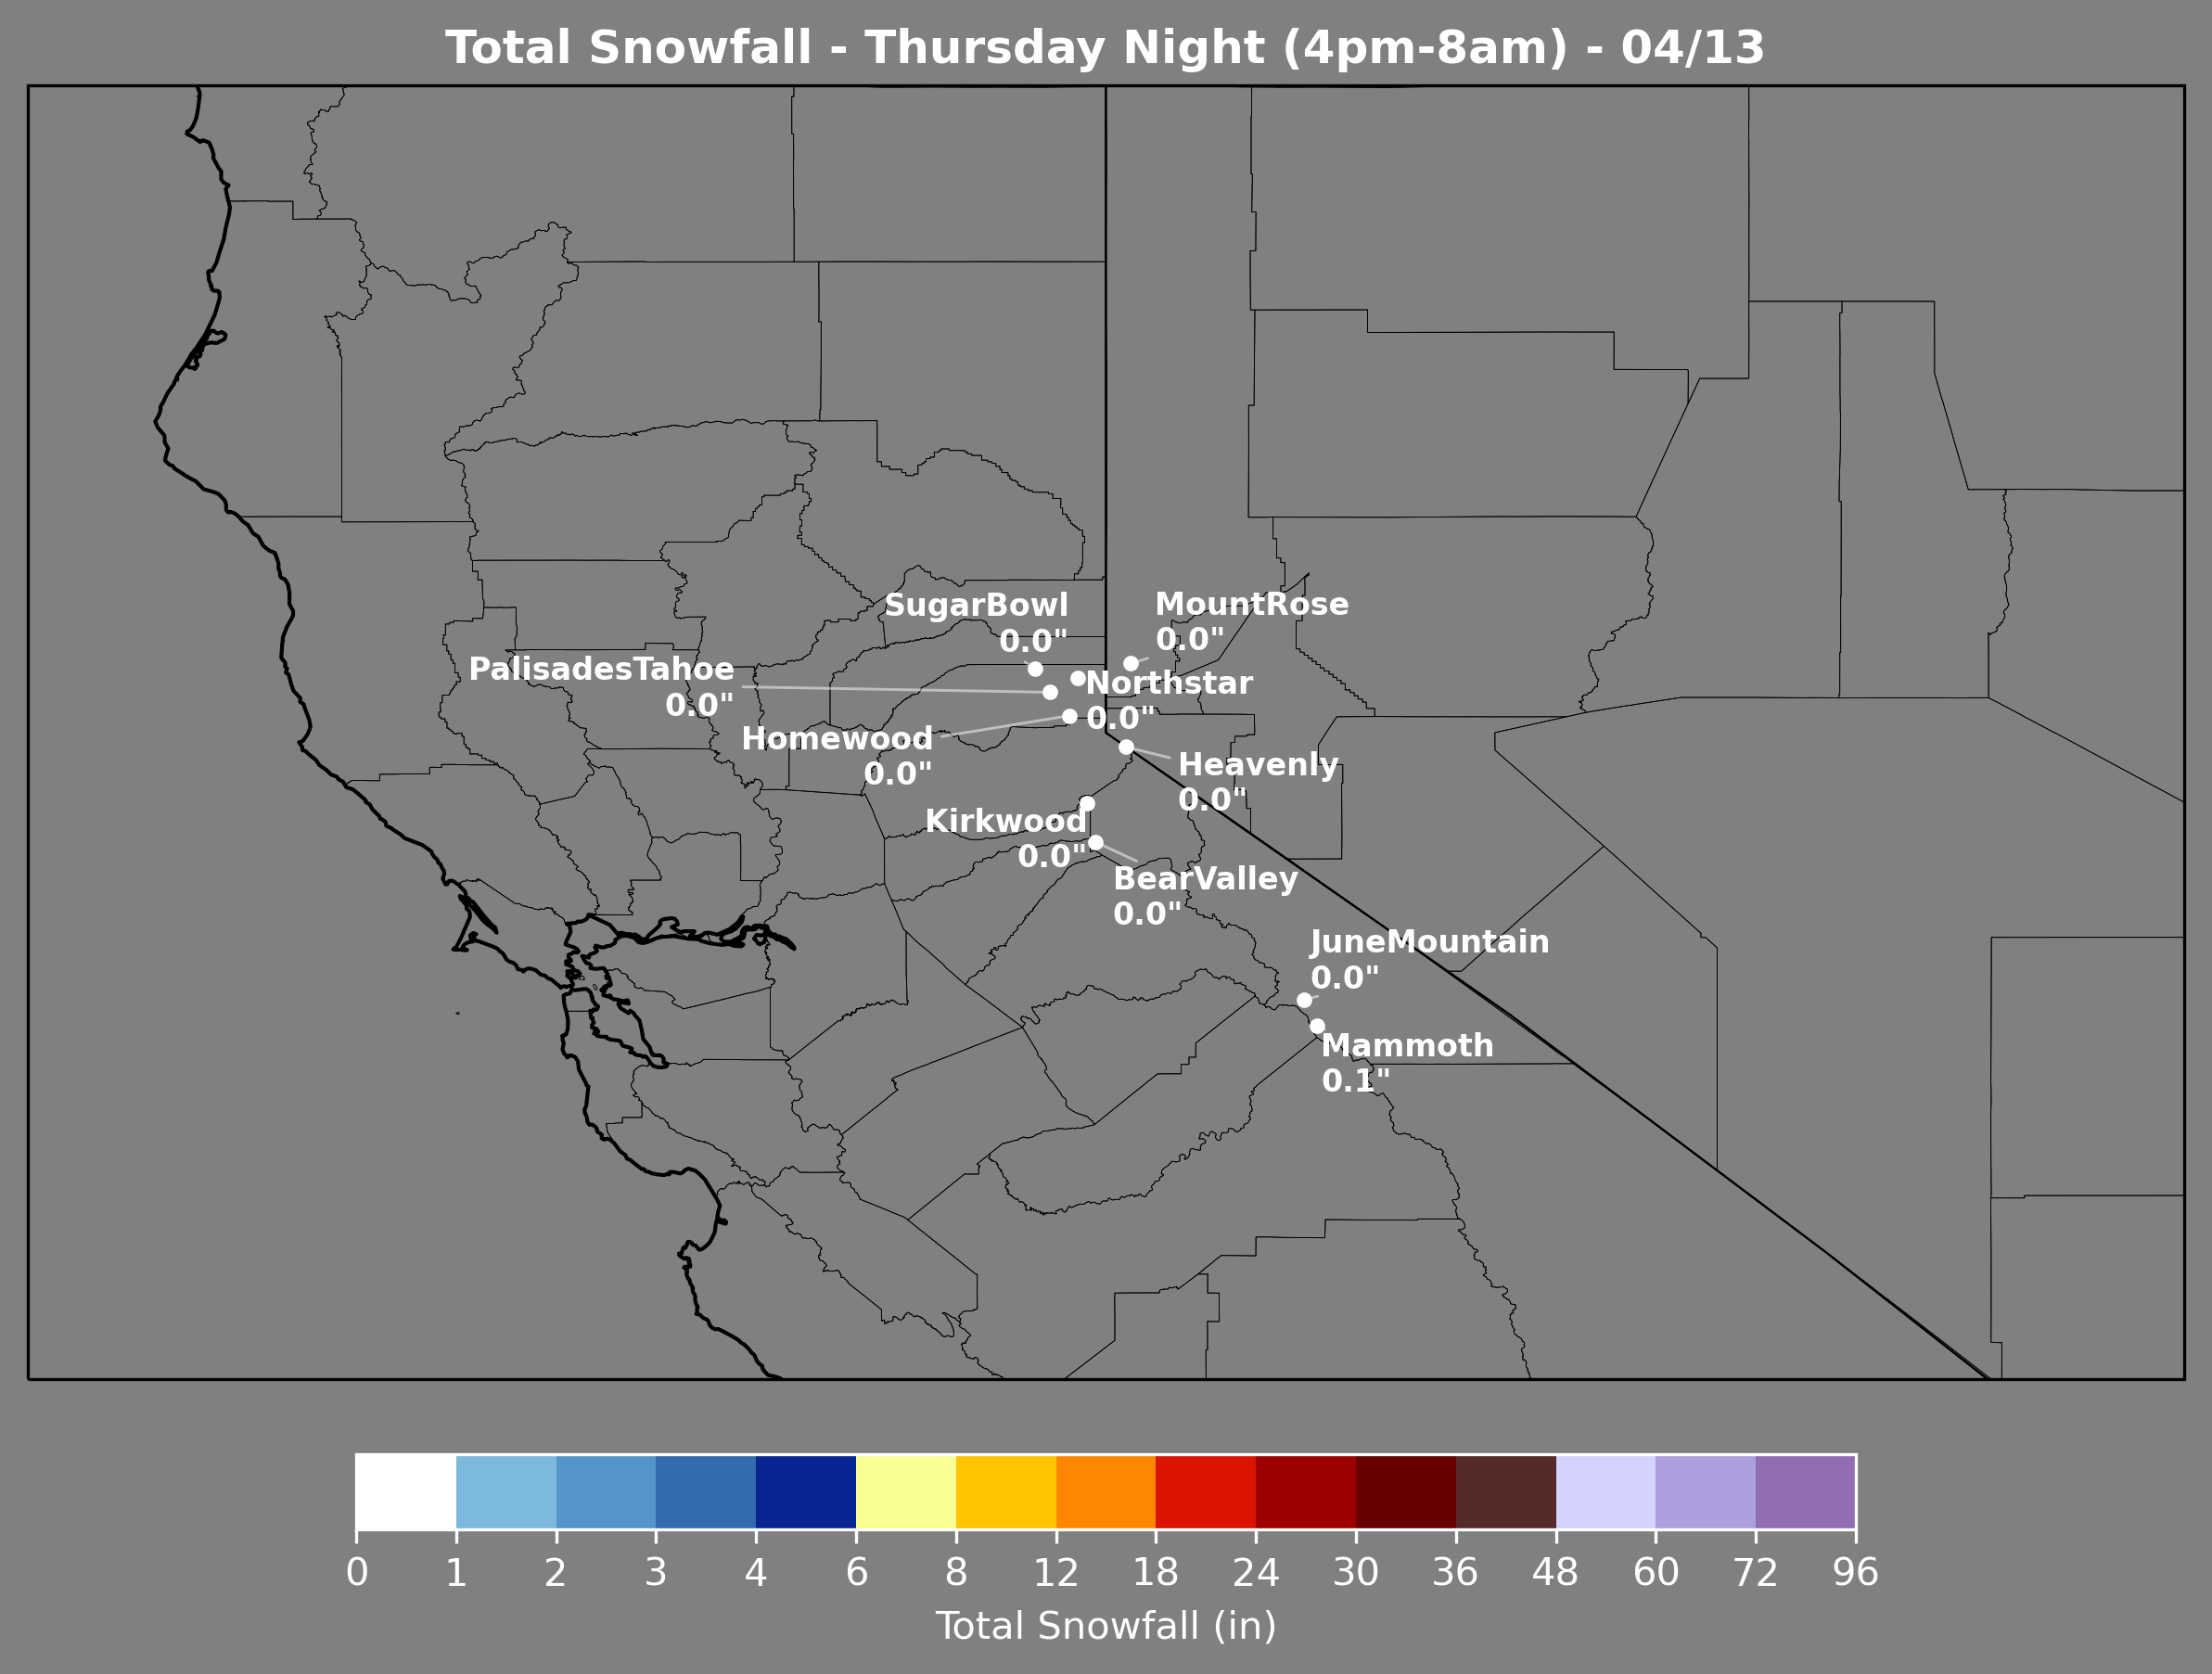 Total Snowfall - Thursday Night (4pm-8am) - 04/13
SugarBowl
0.0"
MountRose
0.0"
PalisadesTahoe
0.0"
Northstar
0.0"
Homewood
0.0"
Heavenly
0.0"
Kirkwood
0.0"
BearValley
0.0"
JuneMountain
0.0"
Mammoth
0.1"
0 1 2 3 4 6 8 12 18 24 30 36 48 60 72 96
Total Snowfall (in)